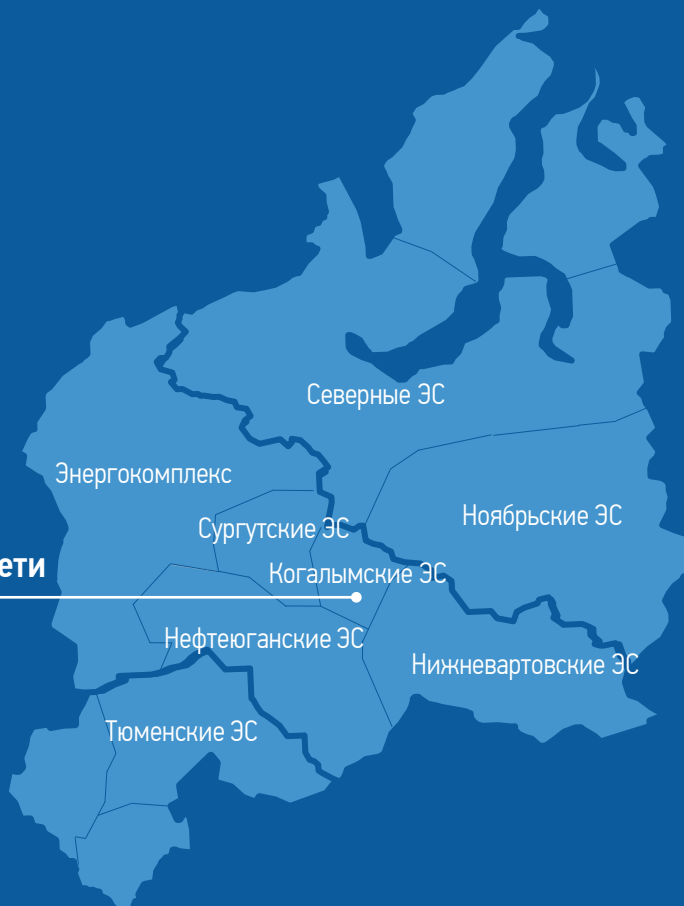 Северные ЭС
Энергокомплекс
Ноябрьские ЭС
Сургутские ЭС
ети
Когалымские ЭС
Нефтеюганские ЭС
Нижневартовские ЭС
Тюменские ЭС